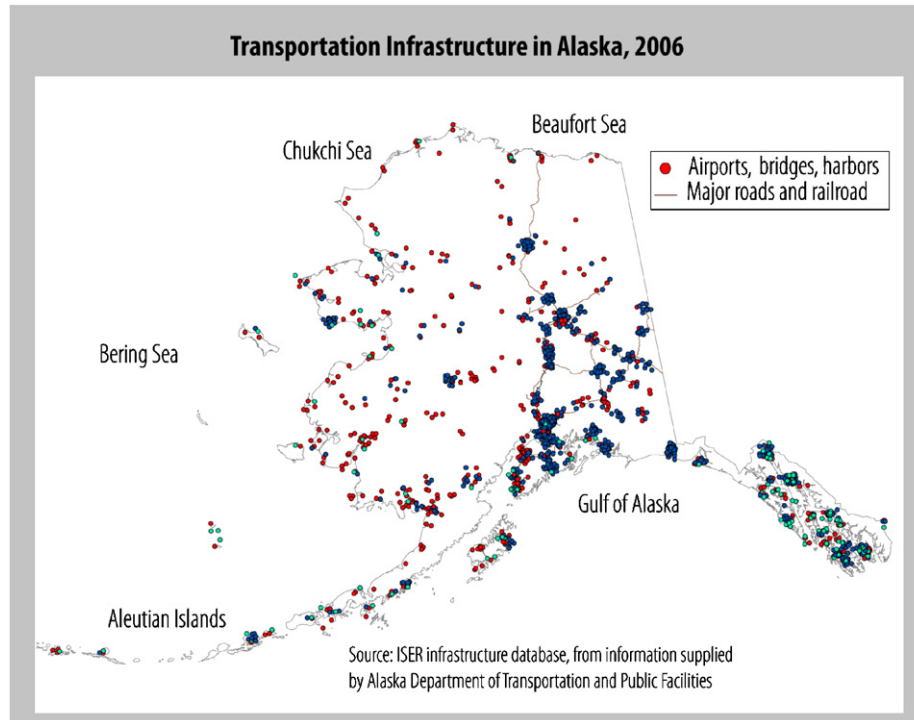 Transportation Infrastructure in Alaska, 2006
Beaufort Sea
Chukchi Sea
Airports, bridges, harbors
Major roads and railroad
Bering Sea
Gulf of Alaska
Aleutian Islands
Source: ISER infrastructure database, from information supplied
by Alaska Department of Transportation and Public Facilities